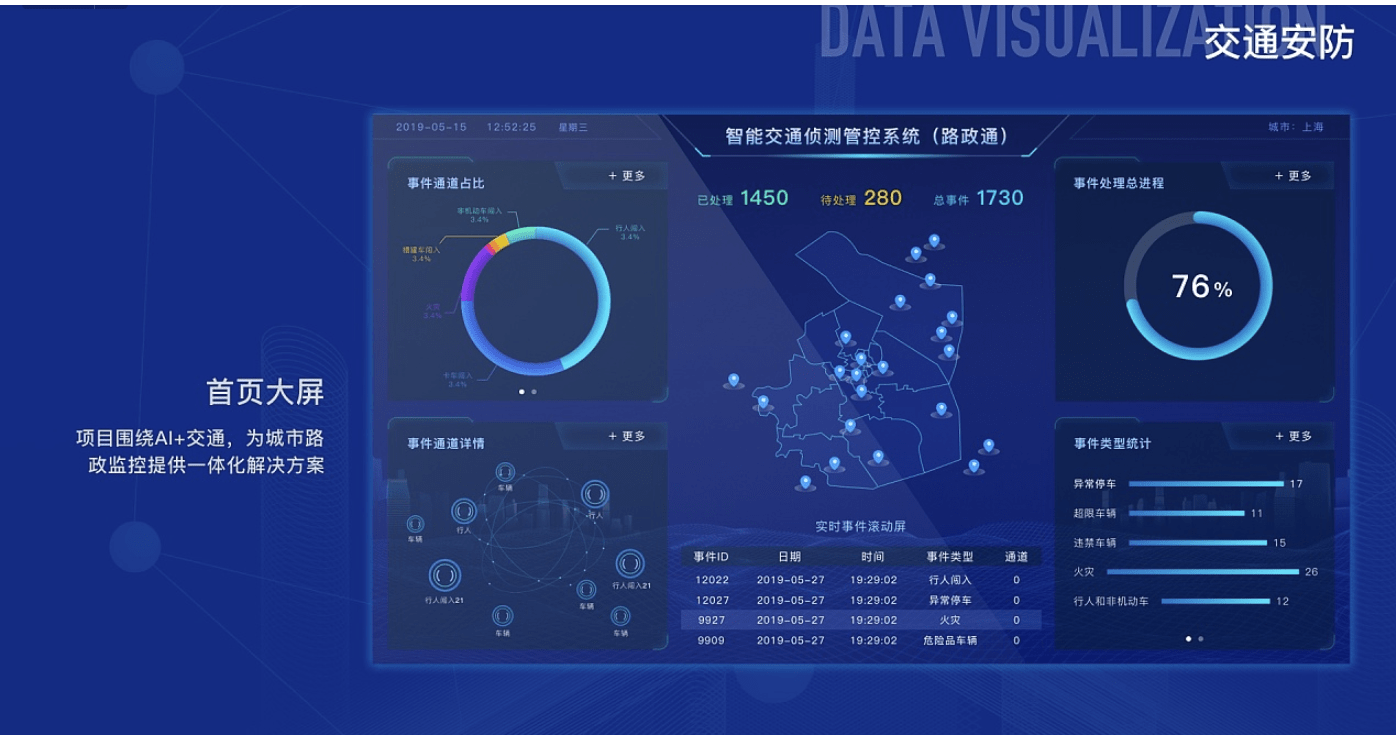 DATA VISUALIZATION
交通安防
首页大屏
项目围绕AI+交通，为城市路
政监控提供一体化解决方案
2019-05-15 12:52:25 星期三
智能交通侦测管控系统（路政通）
城市：上海
事件通道占比
+ 更多
非机动车闯入
3.4%
行人闯入
3.4%
槽罐车闯入
3.4%
火灾
3.4%
卡车闯入
3.4%
已处理 1450 待处理 280 总事件 1730
事件处理总进程
+ 更多
76%
事件通道详情
+ 更多
车辆
行人
行人
车辆
行人闯入21
行人闯入21
车辆
车辆
车辆
实时事件滚动屏
事件ID 日期 时间 事件类型 通道
12022 2019-05-27 19:29:02 行人闯入 0
12027 2019-05-27 19:29:02 异常停车 0
9927 2019-05-27 19:29:02 火灾 0
9909 2019-05-27 19:29:02 危险品车辆 0
事件类型统计
+ 更多
异常停车 17
超限车辆 11
违禁车辆 15
火灾 26
行人和非机动车 12